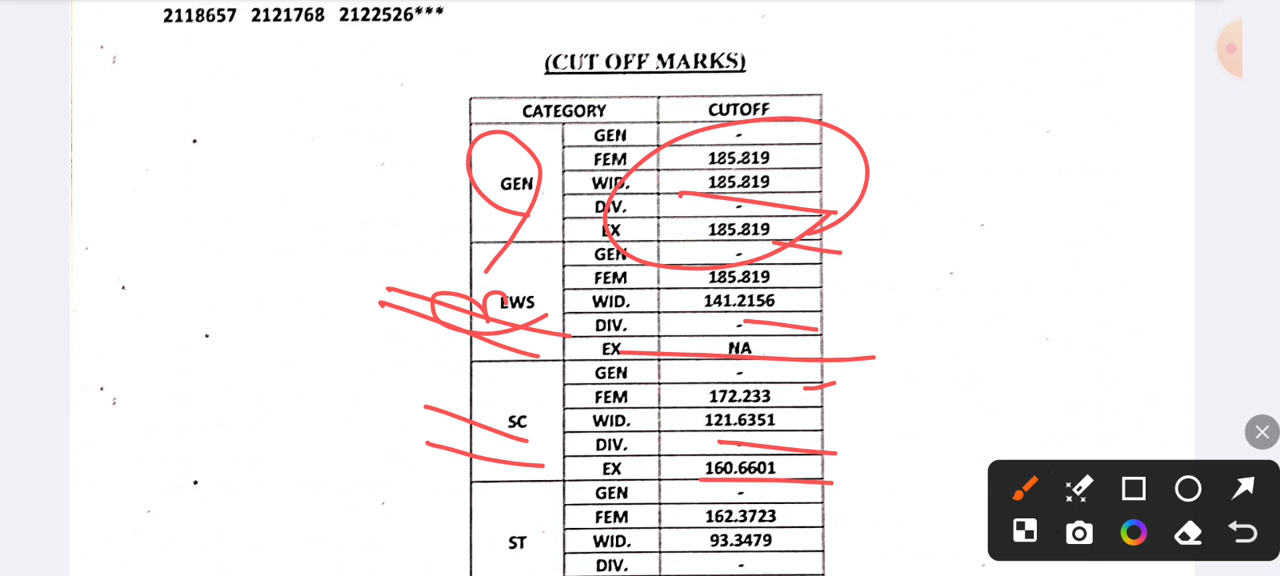 2118657 2121768 2122526***
(CUT OFF MARKS)
CATEGORY CUTOFF
GEN GEN -
FEM 185.819
WID. 185.819
DIV. -
EX 185.819
EWS GEN -
FEM 185.819
WID. 141.2156
DIV. -
EX NA
SC GEN -
FEM 172.233
WID. 121.6351
DIV. -
EX 160.6601
ST GEN -
FEM 162.3723
WID. 93.3479
DIV. -